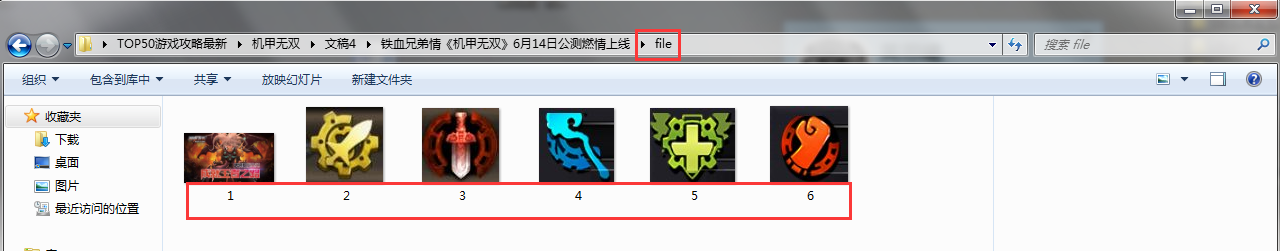 TOP50游戏攻略最新 机甲无双 文稿4 铁血兄弟情《机甲无双》6月14日公测燃情上线 file
搜索 file
组织 包含到库中 共享 放映幻灯片 新建文件夹
收藏夹
下载
桌面
图片
最近访问的位置
1 2 3 4 5 6